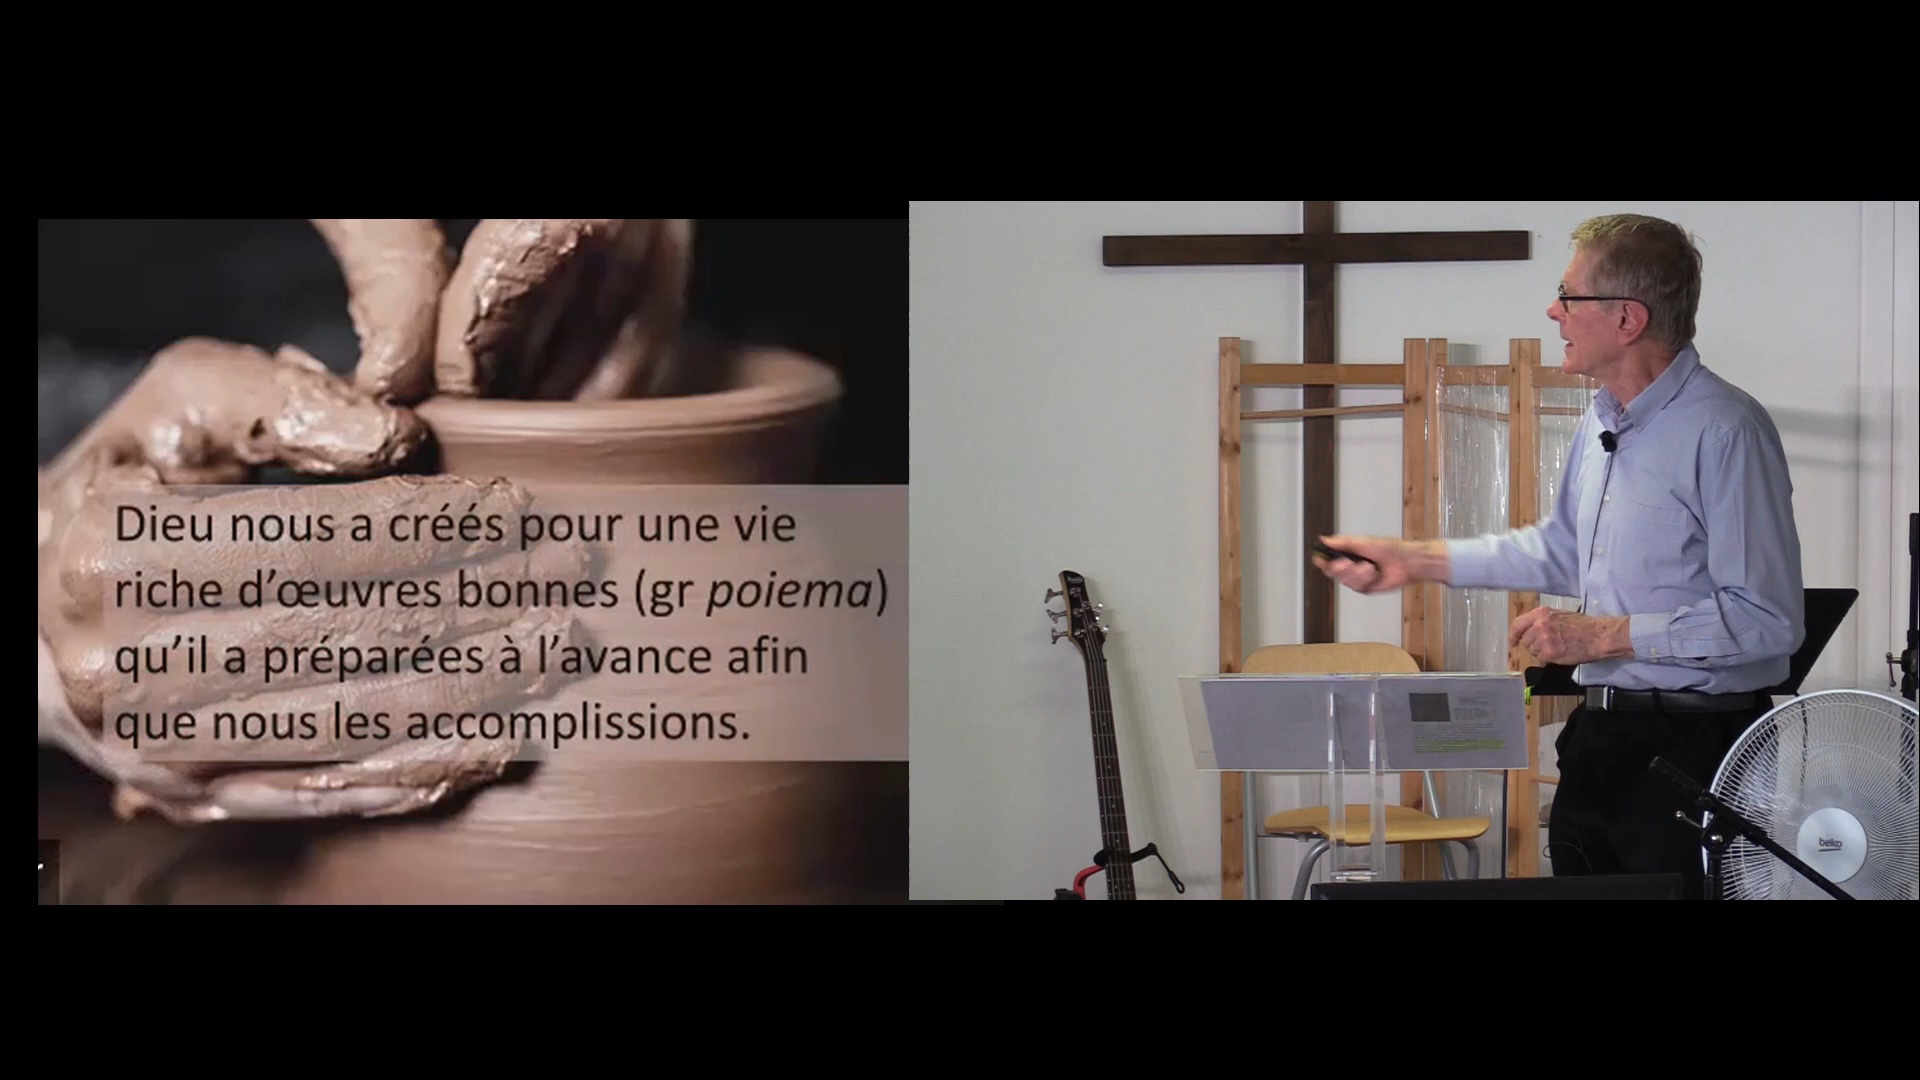 Dieu nous a créés pour une vie
riche d’œuvres bonnes (gr poiema)
qu’il a préparées à l’avance afin
que nous les accomplissions.
beko